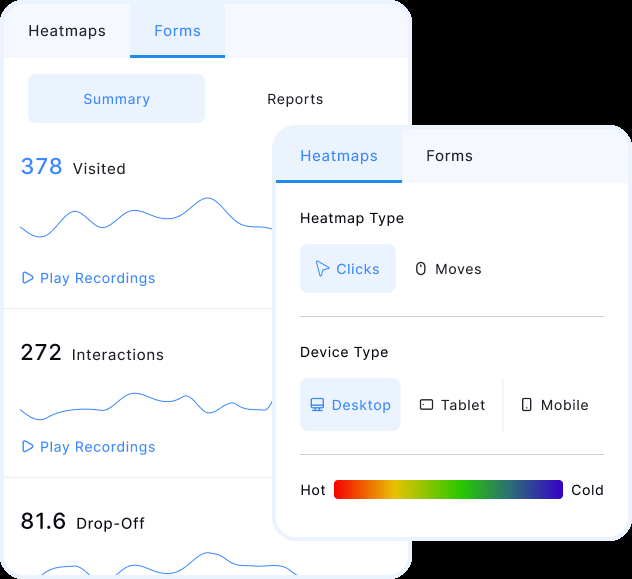 Heatmaps Forms
Summary Reports
378 Visited
Play Recordings
272 Interactions
Play Recordings
81.6 Drop-Off
Heatmaps Forms
Heatmap Type
Clicks Moves
Device Type
Desktop Tablet Mobile
Hot Cold